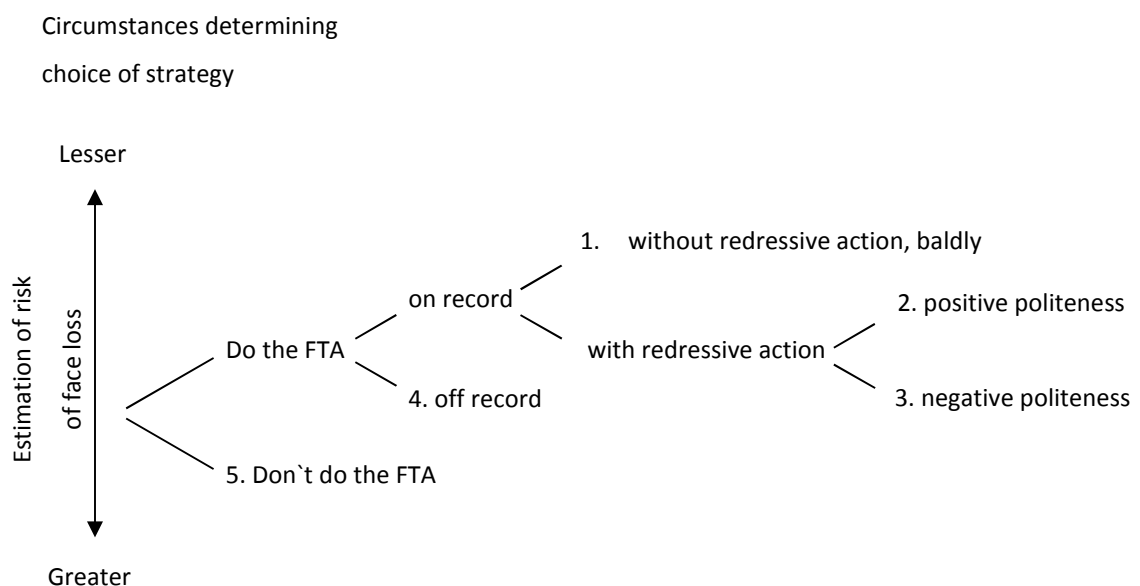 Circumstances determining
choice of strategy
Lesser
Estimation of risk
of face loss
1. without redressive action, baldly
on record
2. positive politeness
Do the FTA
with redressive action
4. off record
3. negative politeness
5. Don`t do the FTA
Greater